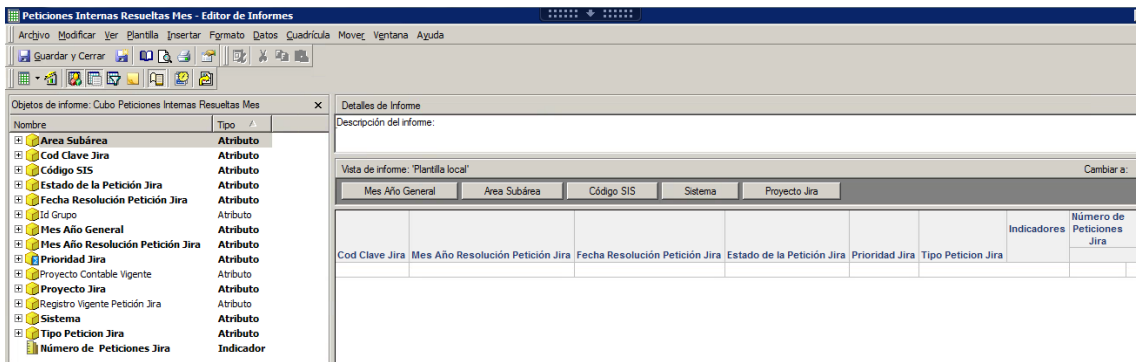 Peticiones Internas Resueltas Mes - Editor de Informes
Archivo Modificar Ver Plantilla Insertar Formato Datos Cuadrícula Mover Ventana Ayuda
Guardar y Cerrar
Objetos de informe: Cubo Peticiones Internas Resueltas Mes x
Nombre Tipo
Area Subárea Atributo
Cod Clave Jira Atributo
Código SIS Atributo
Estado de la Petición Jira Atributo
Fecha Resolución Petición Jira Atributo
Id Grupo Atributo
Mes Año General Atributo
Mes Año Resolución Petición Jira Atributo
Prioridad Jira Atributo
Proyecto Contable Vigente Atributo
Proyecto Jira Atributo
Registro Vigente Petición Jira Atributo
Sistema Atributo
Tipo Peticion Jira Atributo
Número de Peticiones Jira Indicador
Detalles de Informe
Descripción del informe:
Vista de informe: 'Plantilla local' Cambiar a:
Mes Año General Area Subárea Código SIS Sistema Proyecto Jira
Indicadores Número de
Peticiones
Jira
Cod Clave Jira Mes Año Resolución Petición Jira Fecha Resolución Petición Jira Estado de la Petición Jira Prioridad Jira Tipo Peticion Jira